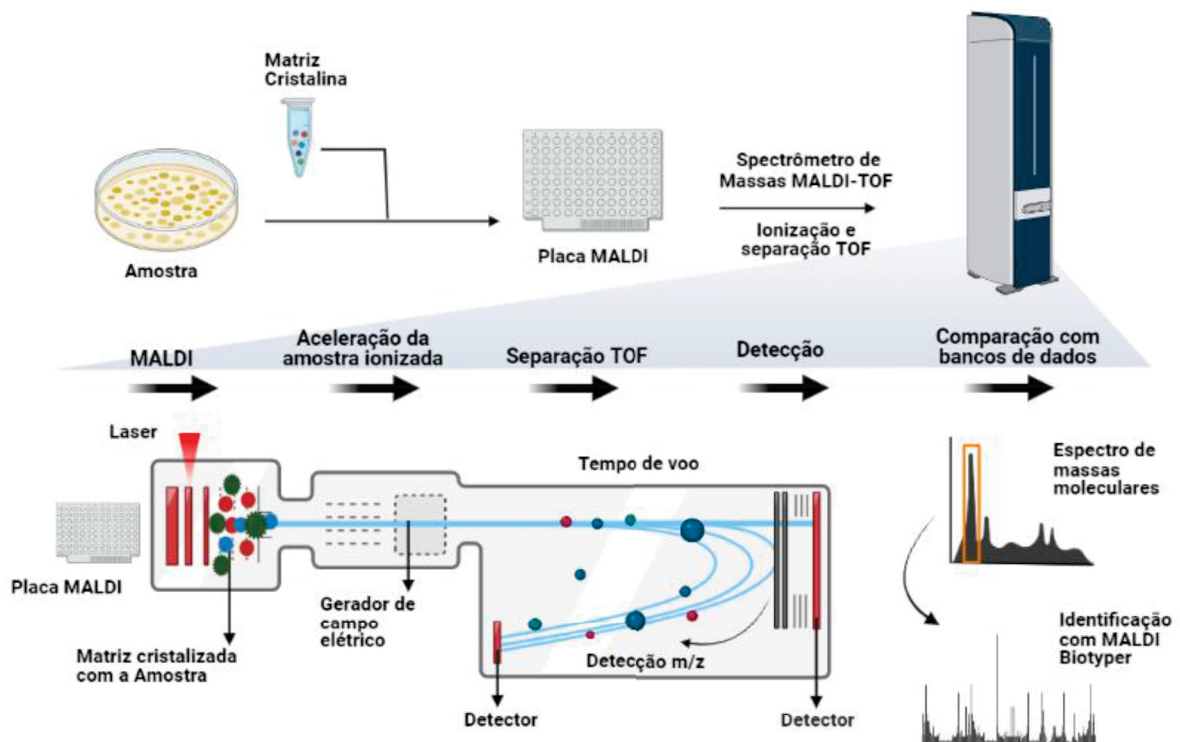 Matriz
Cristalina
Amostra
Placa MALDI
Spectrômetro de
Massas MALDI-TOF
Ionização e
separação TOF
MALDI
Aceleração da
amostra ionizada
Separação TOF
Detecção
Comparação com
bancos de dados
Laser
Placa MALDI
Matriz cristalizada
com a Amostra
Gerador de
campo
elétrico
Tempo de voo
Detecção m/z
Detector
Detector
Espectro de
massas
moleculares
Identificação
com MALDI
Biotyper